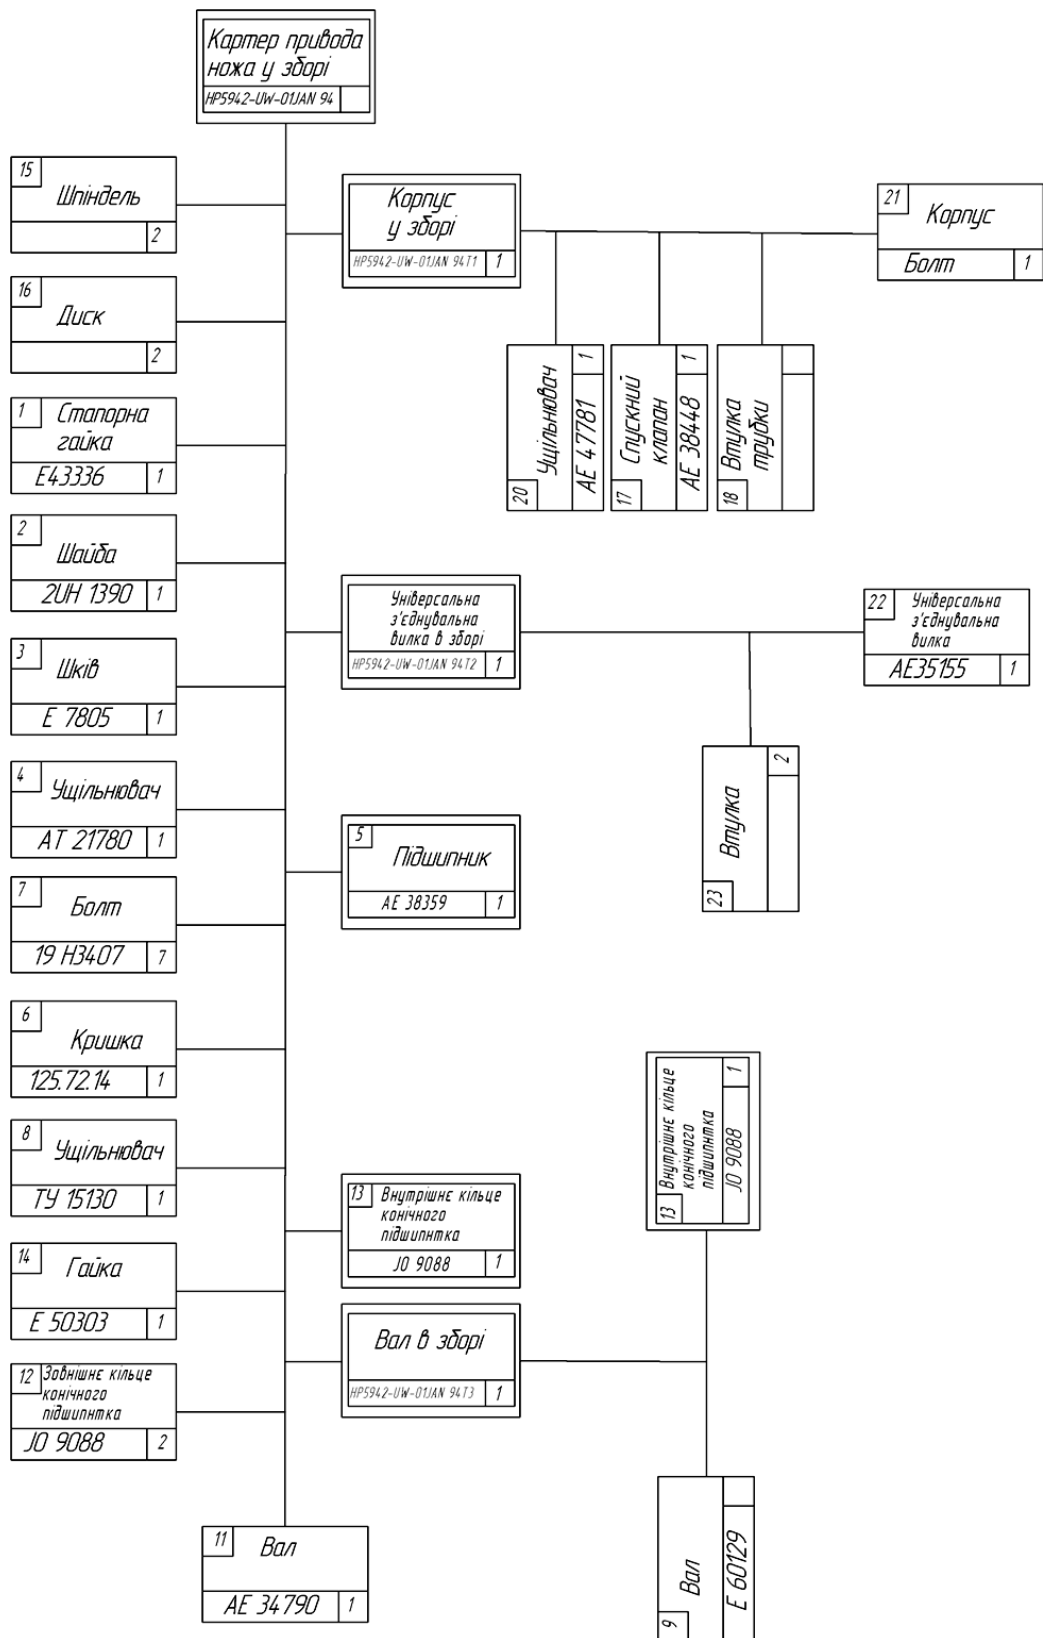 Картер привода
ножа у зборі
HP5942-UW-01JAN 94
15
Шпіндель
2
16
Диск
2
1
Стапорна
гайка
E43336
1
2
Шайба
2UH 1390
1
3
Шків
E 7805
1
4
Ущільнювач
AT 21780
1
7
Болт
19 H3407
7
6
Кришка
125.72.14
1
8
Ущільнювач
ТУ 15130
1
14
Гайка
E 50303
1
12
Зовнішнє кільце
конічного
підшипнтка
JO 9088
2
11
Вал
AE 34790
1
Корпус
у зборі
HP5942-UW-01JAN 94T1
1
21
Корпус
Болт
1
20
Ущільнювач
AE 47781
1
17
Спускний
клапан
AE 38448
1
18
Втулка
трубки
Універсальна
з'єднувальна
вилка в зборі
HP5942-UW-01JAN 94T2
1
22
Універсальна
з'єднувальна
вилка
AE35155
1
23
Втулка
2
5
Підшипник
AE 38359
1
13
Внутрішнє кільце
конічного
підшипнтка
JO 9088
1
Вал в зборі
HP5942-UW-01JAN 94T3
1
13
Внутрішнє кільце
конічного
підшипнтка
JO 9088
1
9
Вал
E 60129